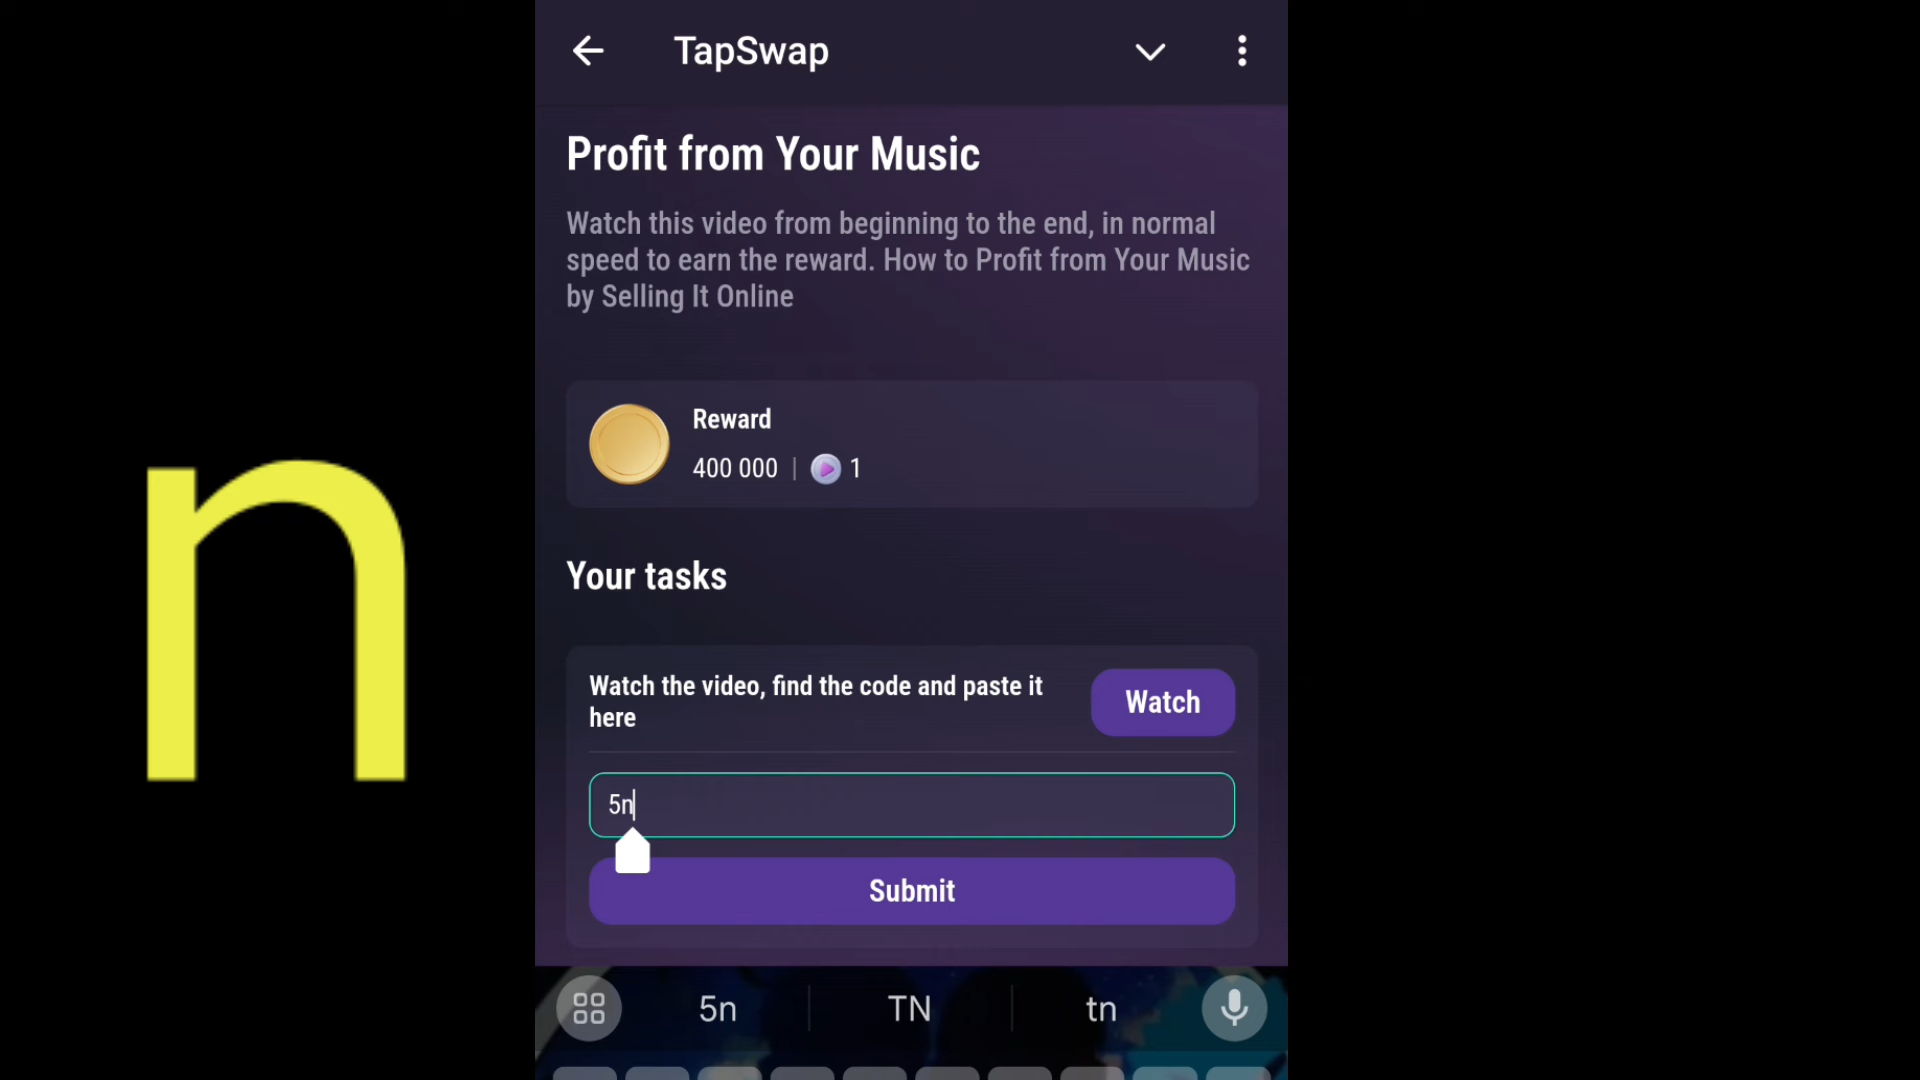 TapSwap
Profit from Your Music
Watch this video from beginning to the end, in normal
speed to earn the reward. How to Profit from Your Music
by Selling It Online
Reward
400 000 | 1
Your tasks
n
Watch the video, find the code and paste it
here
Watch
5n
Submit
5n
TN
tn